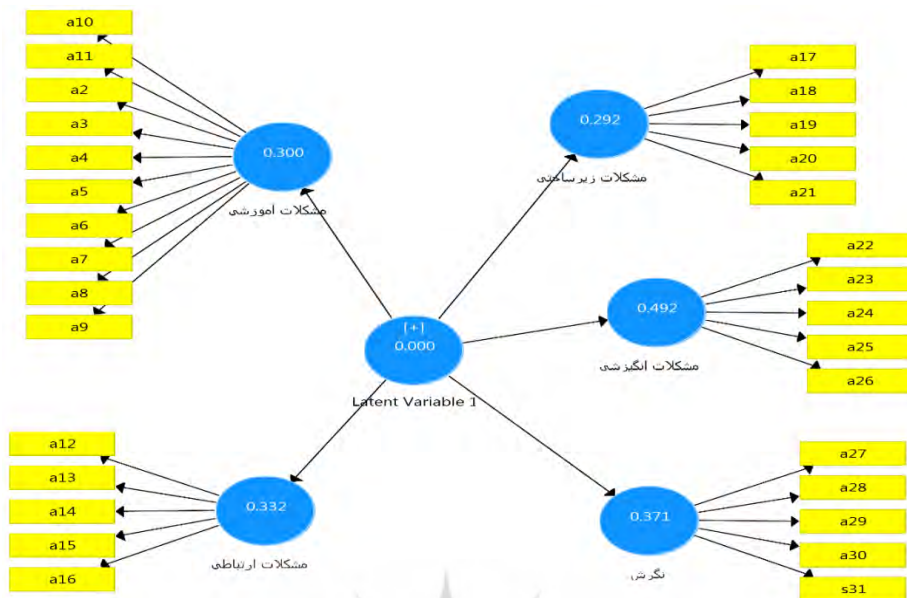 a10
a11
a2
a3
a4
a5
a6
a7
a8
a9
0.300
مشکلات آموزشی
0.292
مشکلات زیرساختی
a17
a18
a19
a20
a21
0.492
مشکلات انگیزشی
a22
a23
a24
a25
a26
[+]
0.000
Latent Variable 1
a12
a13
a14
a15
a16
0.332
مشکلات ارتباطی
0.371
نگرش
a27
a28
a29
a30
s31